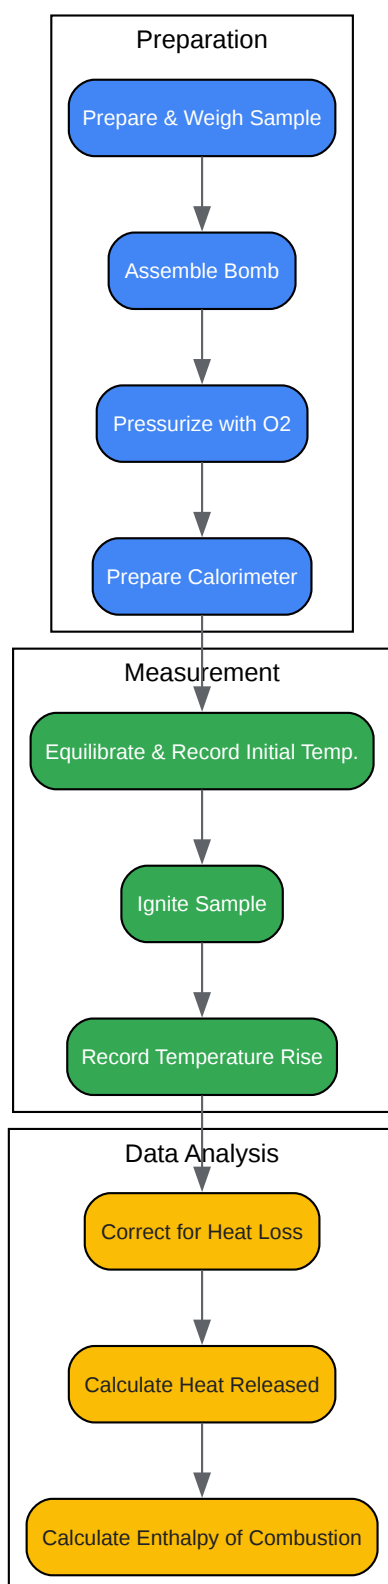 Preparation
Prepare & Weigh Sample
Assemble Bomb
Pressurize with O2
Prepare Calorimeter
Measurement
Equilibrate & Record Initial Temp.
Ignite Sample
Record Temperature Rise
Data Analysis
Correct for Heat Loss
Calculate Heat Released
Calculate Enthalpy of Combustion